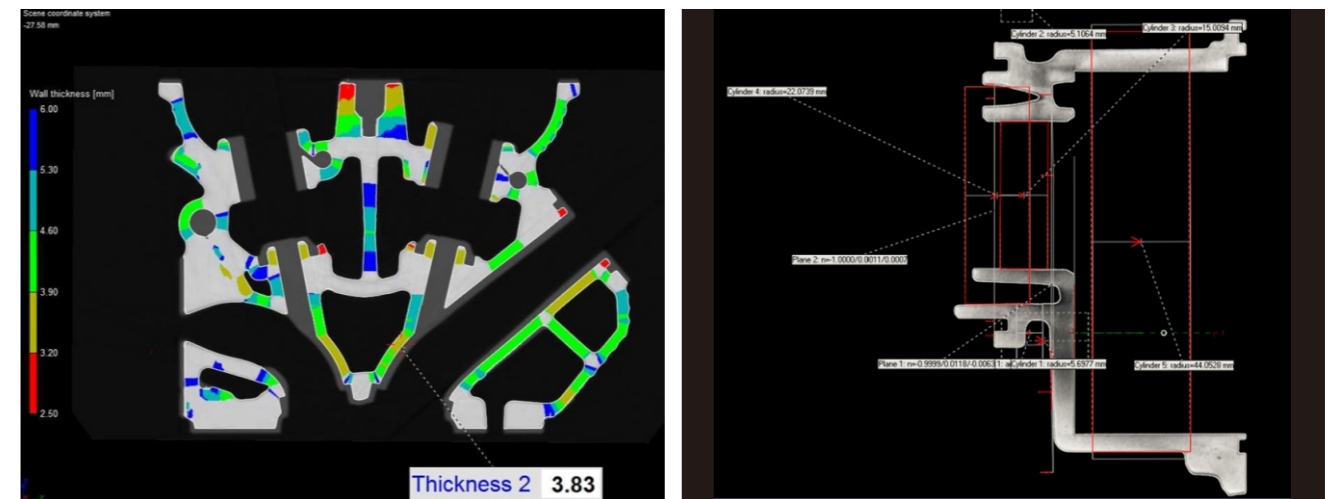 Scene coordinate system
-27.58 mm
Wall thickness [mm]
6.00
5.30
4.60
3.90
3.20
2.50
Thickness 2 3.83
Cylinder 2: radius=5.1064 mm
Cylinder 3: radius=15.0094 mm
Cylinder 4: radius=22.0739 mm
Plane 2: n=-1.0000/0.0011/0.0007
Plane 1: n=-0.9999/0.0118/-0.0063
Cylinder 1: radius=5.6977 mm
Cylinder 5: radius=44.0528 mm